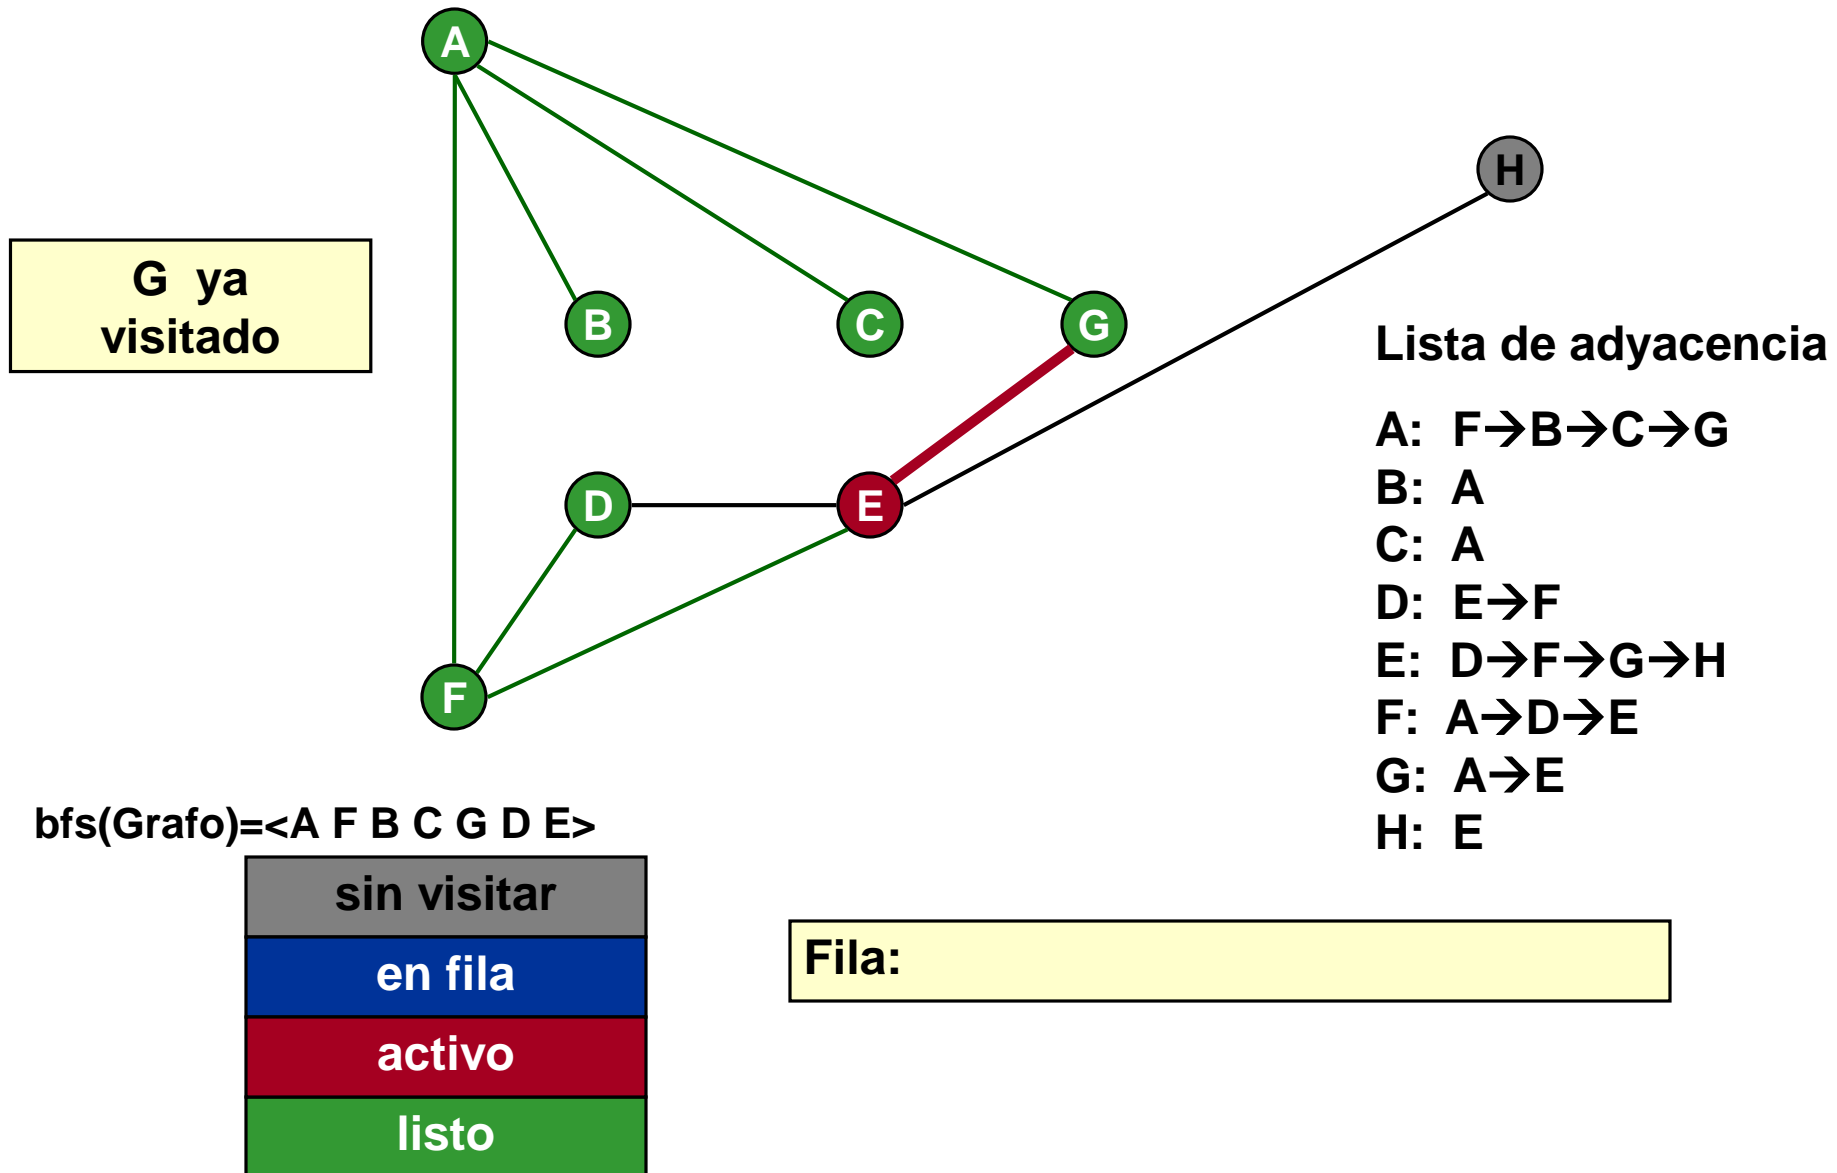 A
H
G ya
visitado
B
C
G
D
E
F
Lista de adyacencia
A: F→B→C→G
B: A
C: A
D: E→F
E: D→F→G→H
F: A→D→E
G: A→E
H: E
bfs(Grafo)=<A F B C G D E>
sin visitar
en fila
activo
listo
Fila: